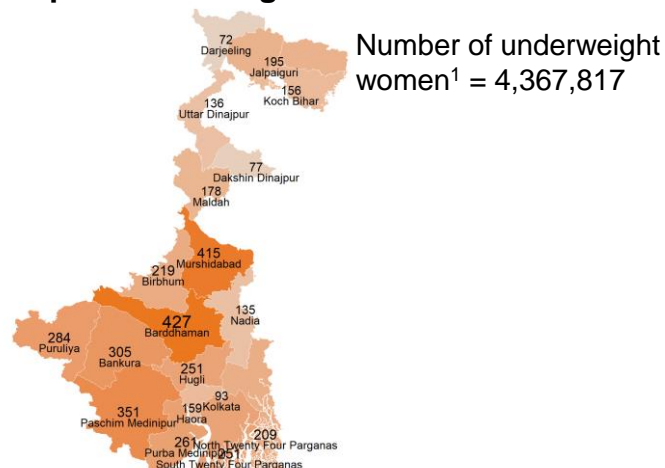 Number of underweight
women¹ = 4,367,817
72
Darjeeling
195
Jalpaiguri
156
Koch Bihar
136
Uttar Dinajpur
77
Dakshin Dinajpur
178
Maldah
415
Murshidabad
219
Birbhum
135
Nadia
427
Barddhaman
284
Puruliya
305
Bankura
251
Hugli
93
Kolkata
159
Haora
351
Paschim Medinipur
209
North Twenty Four Parganas
261
Purba Medinipur
251
South Twenty Four Parganas